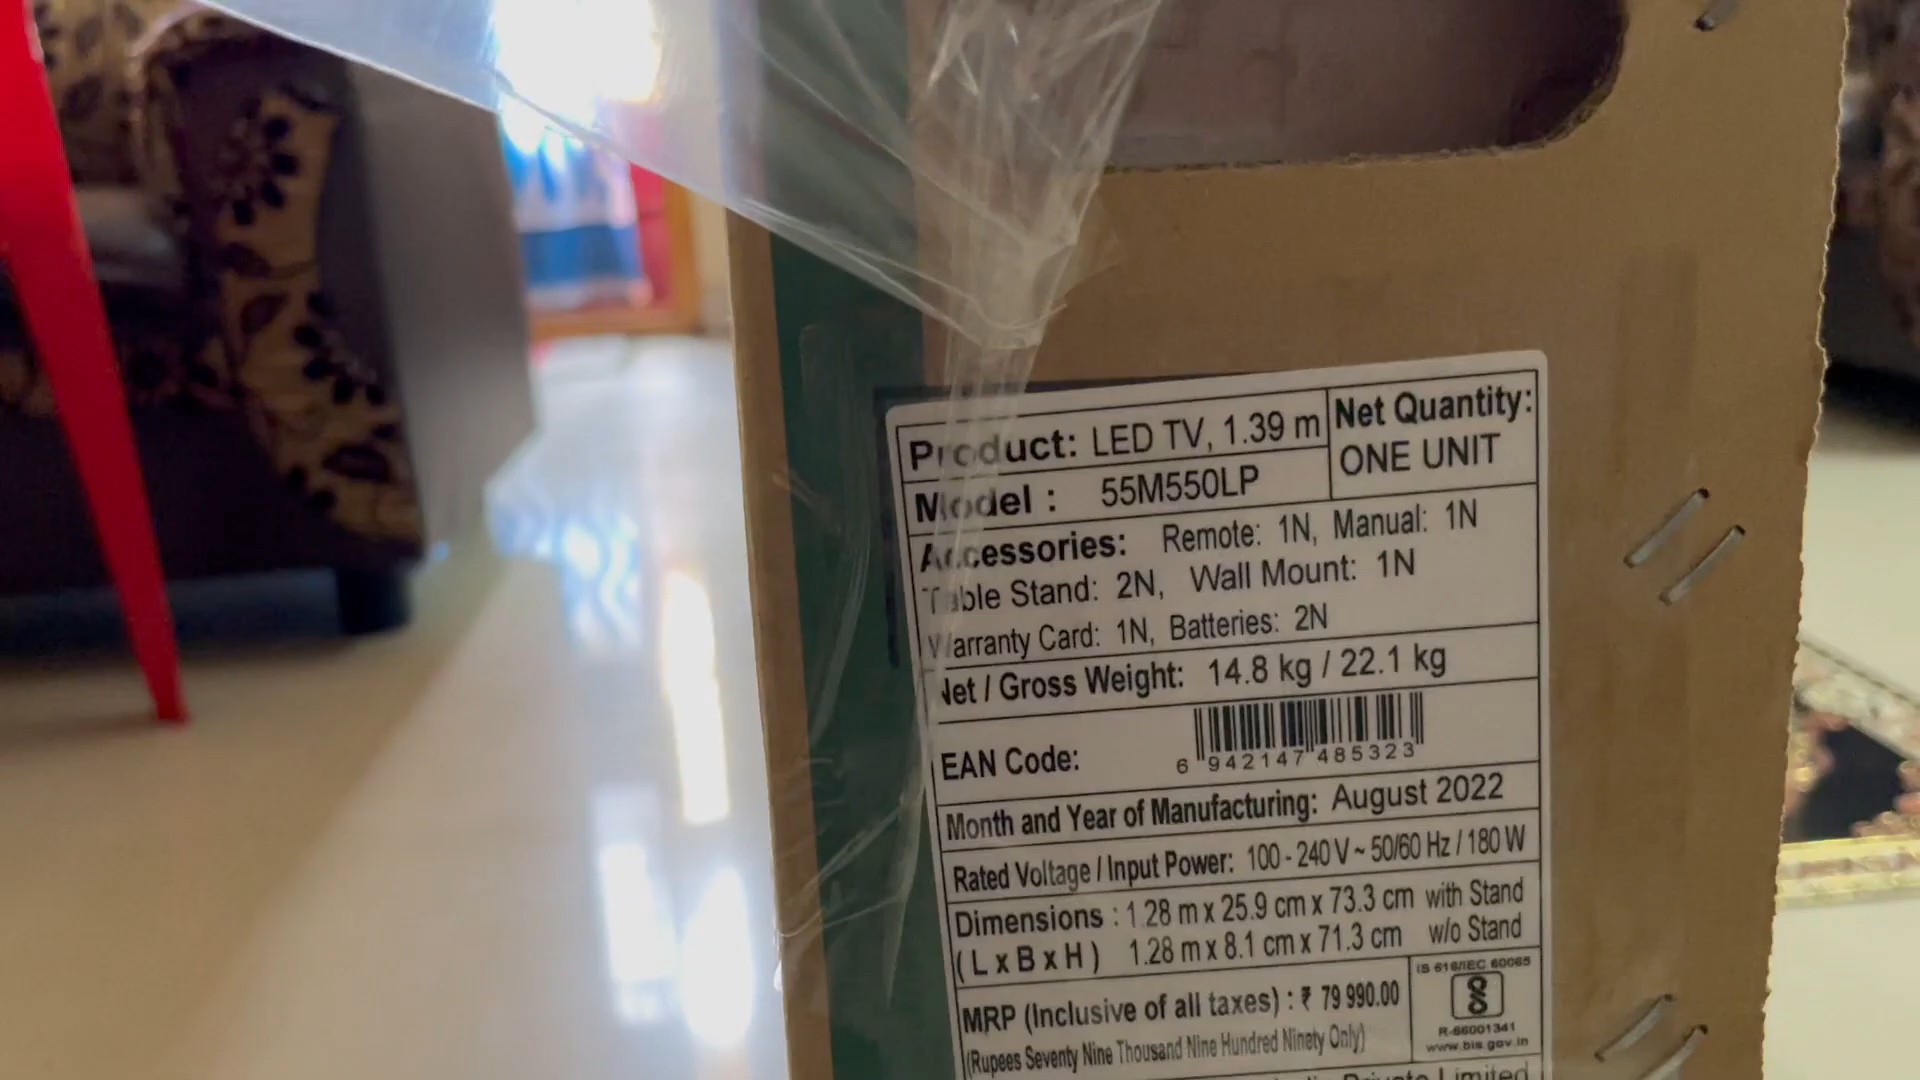 Product: LED TV, 1.39 m
Net Quantity:
ONE UNIT
Model : 55M550LP
Accessories: Remote: 1N, Manual: 1N
Table Stand: 2N, Wall Mount: 1N
Warranty Card: 1N, Batteries: 2N
Net / Gross Weight: 14.8 kg / 22.1 kg
EAN Code:
6 942147 485323
Month and Year of Manufacturing: August 2022
Rated Voltage / Input Power: 100 - 240 V ~ 50/60 Hz / 180 W
Dimensions : 1.28 m x 25.9 cm x 73.3 cm with Stand
( L x B x H ) 1.28 m x 8.1 cm x 71.3 cm w/o Stand
MRP (Inclusive of all taxes) : ₹ 79 990.00
(Rupees Seventy Nine Thousand Nine Hundred Ninety Only)
IS 616/IEC 60065
R-66001341
www.bis.gov.in
Private Limited